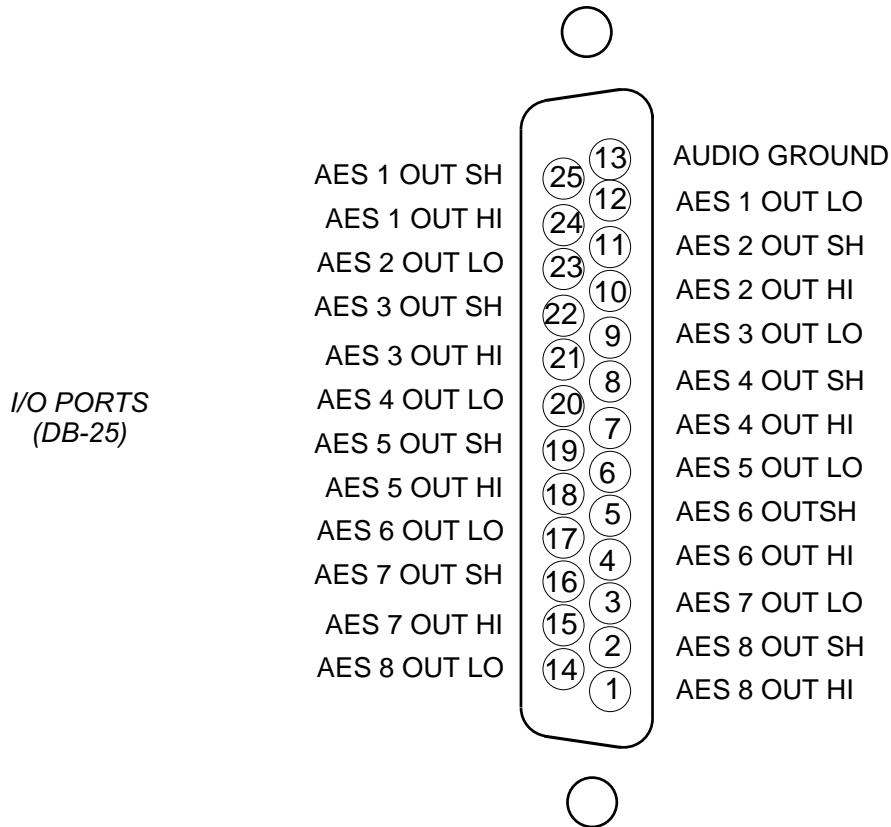 AES 1 OUT SH
AES 1 OUT HI
AES 2 OUT LO
AES 3 OUT SH
AES 3 OUT HI
AES 4 OUT LO
AES 5 OUT SH
AES 5 OUT HI
AES 6 OUT LO
AES 7 OUT SH
AES 7 OUT HI
AES 8 OUT LO
I/O PORTS
(DB-25)
25
24
23
22
21
20
19
18
17
16
15
14
13
12
11
10
9
8
7
6
5
4
3
2
1
AUDIO GROUND
AES 1 OUT LO
AES 2 OUT SH
AES 2 OUT HI
AES 3 OUT LO
AES 4 OUT SH
AES 4 OUT HI
AES 5 OUT LO
AES 6 OUTSH
AES 6 OUT HI
AES 7 OUT LO
AES 8 OUT SH
AES 8 OUT HI